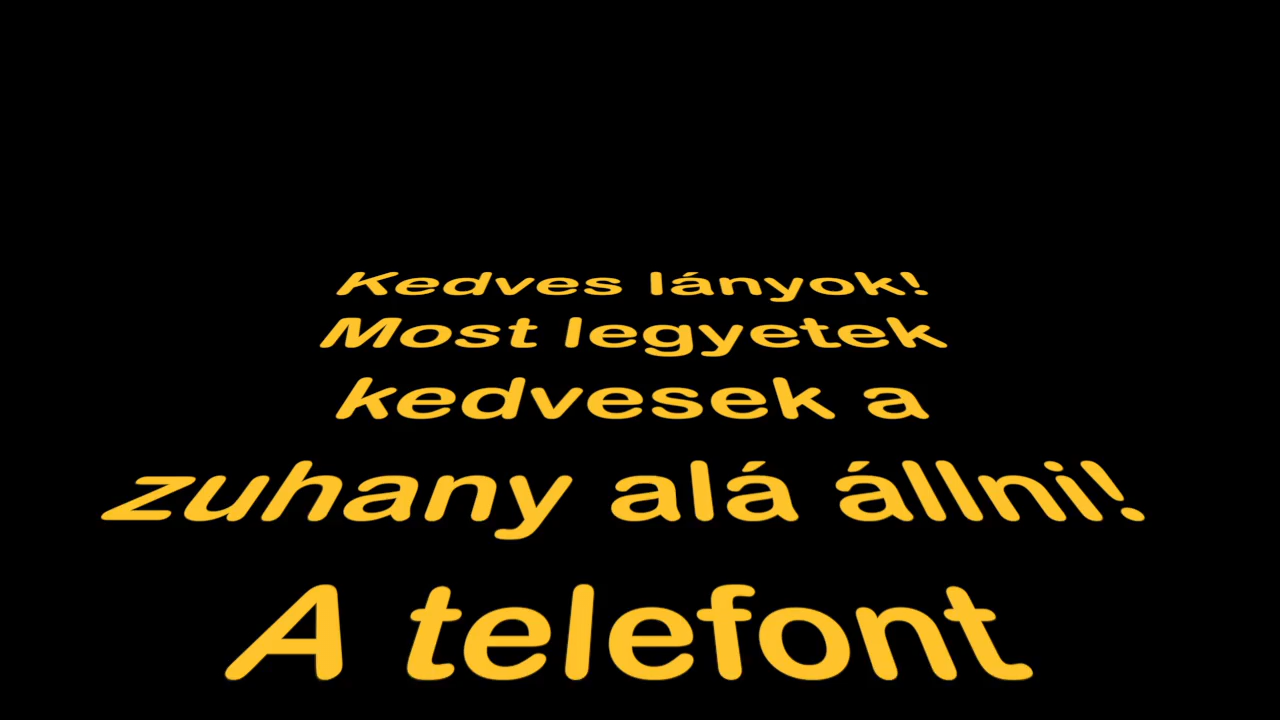 Kedves lányok!
Most legyetek
kedvesek a
zuhany alá állni!
A telefont